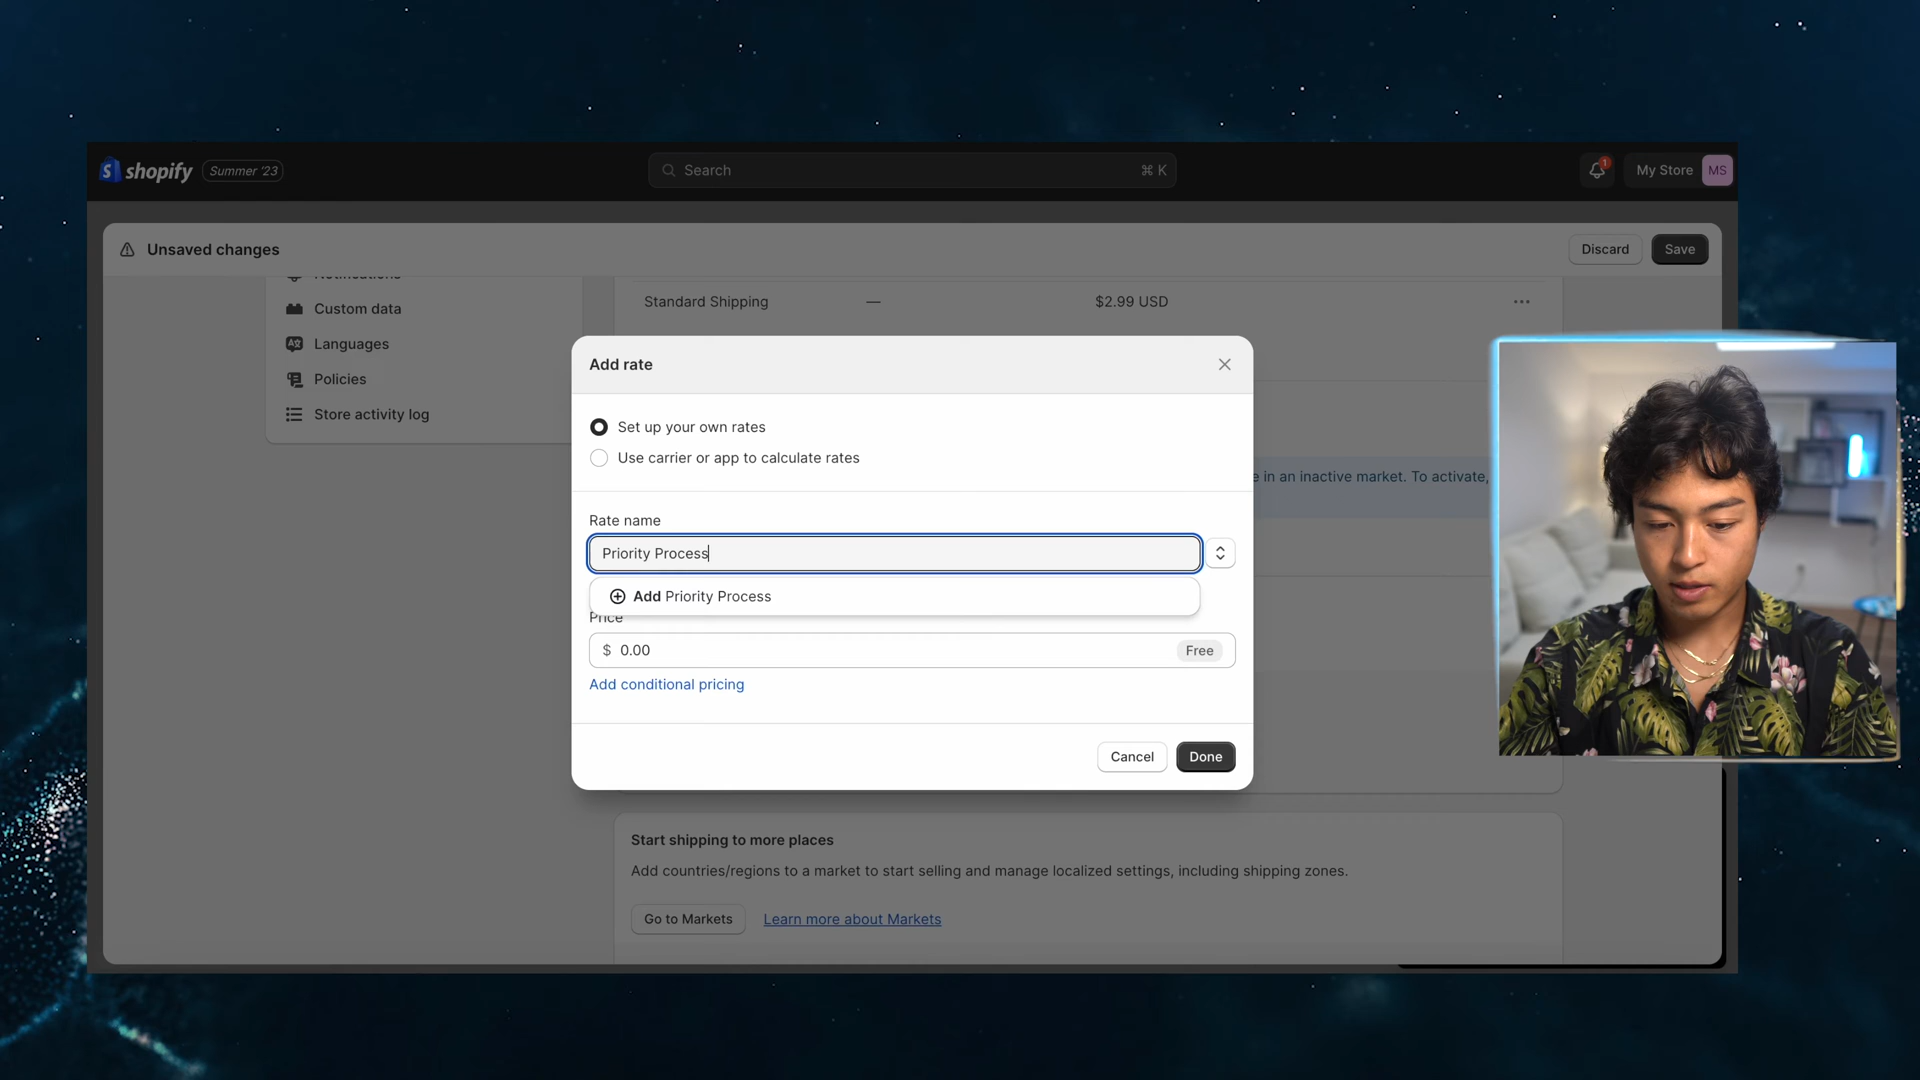 shopify Summer '23
Search ⌘ K
1
My Store MS
Unsaved changes
Discard Save
Notifications
Custom data
Languages
Policies
Store activity log
Standard Shipping — $2.99 USD
Add rate
Set up your own rates
Use carrier or app to calculate rates
e in an inactive market. To activate,
Rate name
Priority Process
Add Priority Process
Price
$ 0.00 Free
Add conditional pricing
Cancel Done
Start shipping to more places
Add countries/regions to a market to start selling and manage localized settings, including shipping zones.
Go to Markets Learn more about Markets